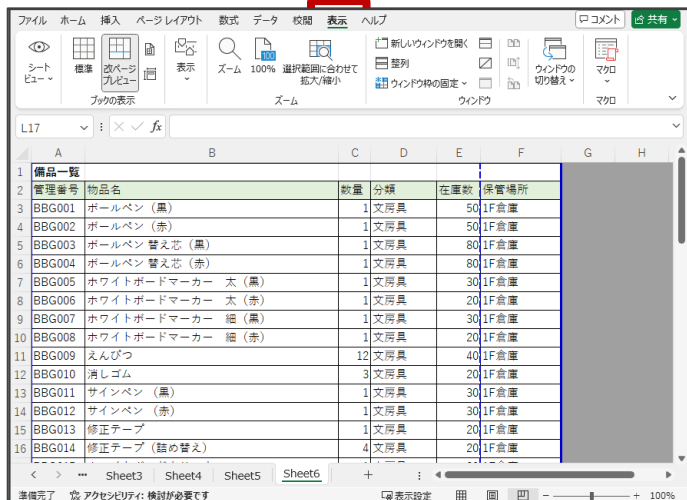 ファイル ホーム 挿入 ページ レイアウト 数式 データ 校閲 表示 ヘルプ コメント 共有
シート ビュー 標準 改ページ プレビュー 表示 ズーム 100% 選択範囲に合わせて 拡大/縮小 新しいウィンドウを開く 整列 ウィンドウ枠の固定 ウィンドウの 切り替え マクロ
ブックの表示 ズーム ウィンドウ マクロ
L17 fx
A B C D E F G H
1 備品一覧
2 管理番号 物品名 数量 分類 在庫数 保管場所
3 BBG001 ボールペン（黒） 1 文房具 50 1F倉庫
4 BBG002 ボールペン（赤） 1 文房具 50 1F倉庫
5 BBG003 ボールペン 替え芯（黒） 1 文房具 80 1F倉庫
6 BBG004 ボールペン 替え芯（赤） 1 文房具 80 1F倉庫
7 BBG005 ホワイトボードマーカー　太（黒） 1 文房具 30 1F倉庫
8 BBG006 ホワイトボードマーカー　太（赤） 1 文房具 20 1F倉庫
9 BBG007 ホワイトボードマーカー　細（黒） 1 文房具 30 1F倉庫
10 BBG008 ホワイトボードマーカー　細（赤） 1 文房具 20 1F倉庫
11 BBG009 えんぴつ 12 文房具 40 1F倉庫
12 BBG010 消しゴム 3 文房具 20 1F倉庫
13 BBG011 サインペン （黒） 1 文房具 30 1F倉庫
14 BBG012 サインペン （赤） 1 文房具 30 1F倉庫
15 BBG013 修正テープ 1 文房具 20 1F倉庫
16 BBG014 修正テープ（詰め替え） 4 文房具 20 1F倉庫
Sheet3 Sheet4 Sheet5 Sheet6
準備完了 アクセシビリティ: 検討が必要です 表示設定 100%